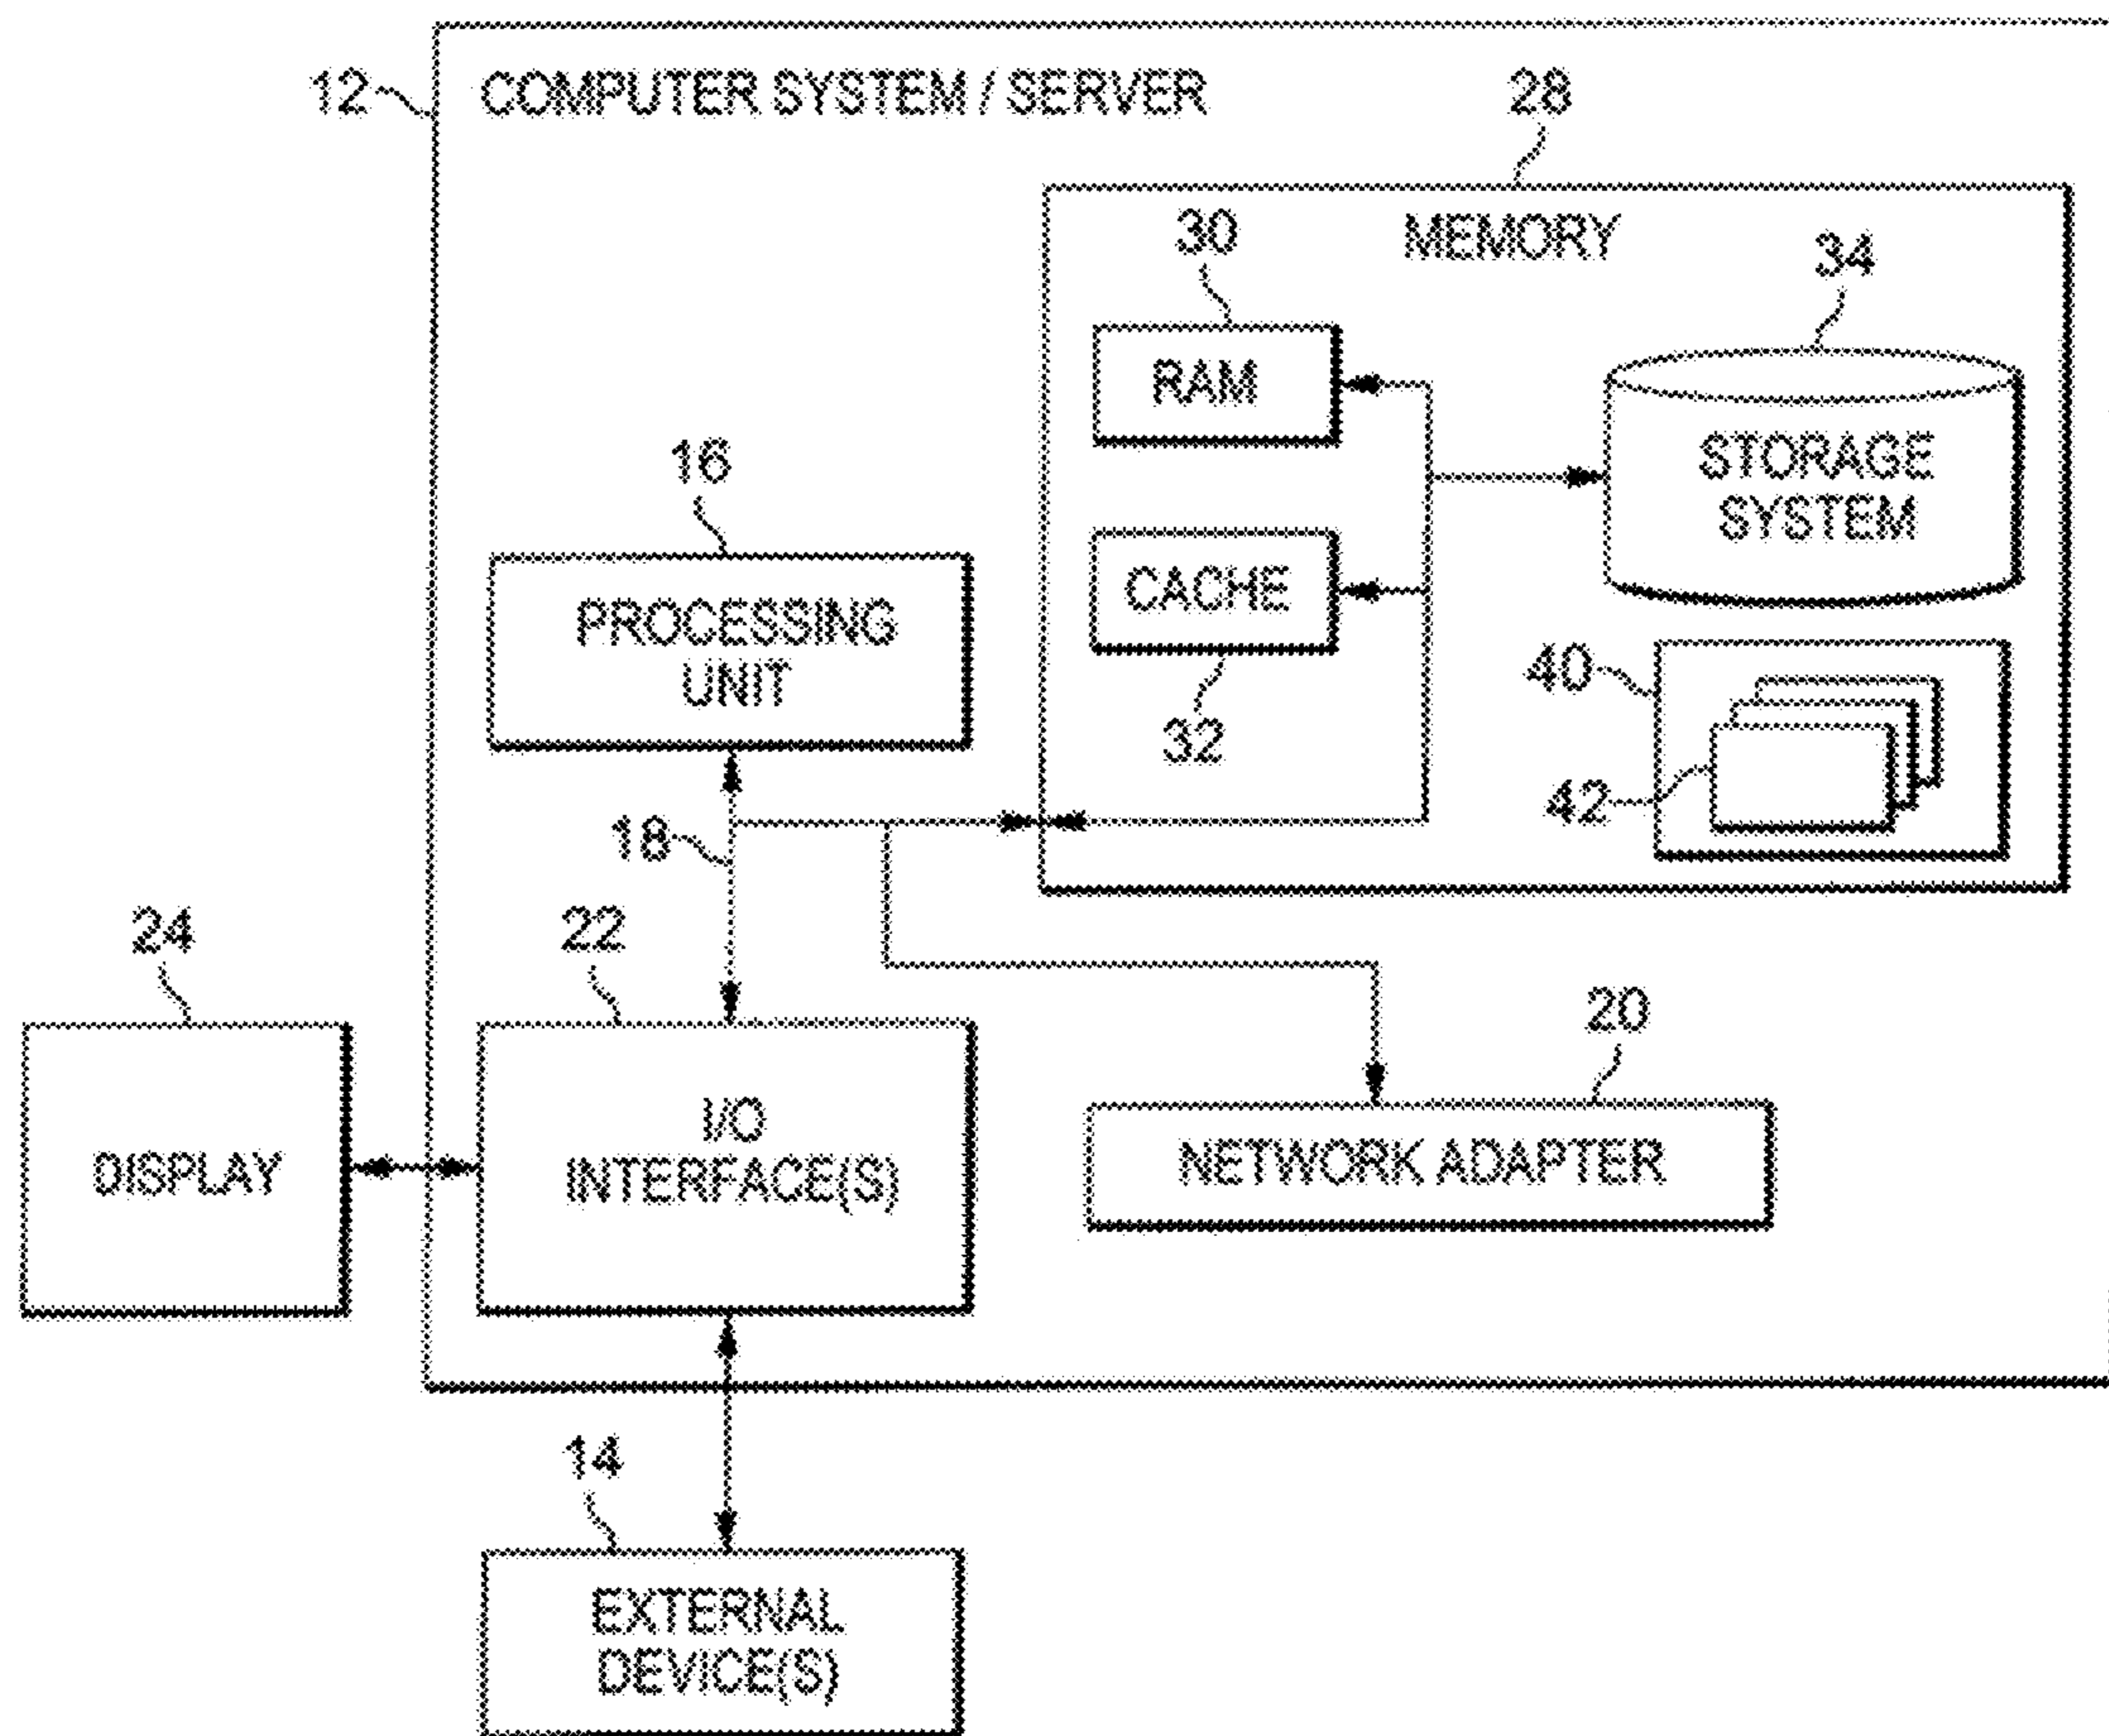 12
COMPUTER SYSTEM / SERVER
28
MEMORY
30
34
RAM
STORAGE
SYSTEM
16
PROCESSING
UNIT
CACHE
32
40
42
18
24
22
20
DISPLAY
I/O
INTERFACE(S)
NETWORK ADAPTER
14
EXTERNAL
DEVICE(S)